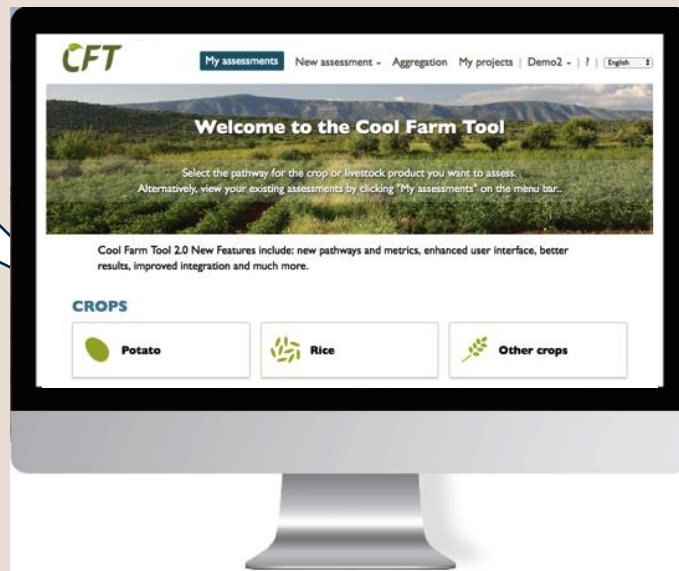 CFT
My assessments New assessment Aggregation My projects | Demo2 | ? | English
Welcome to the Cool Farm Tool
Select the pathway for the crop or livestock product you want to assess.
Alternatively, view your existing assessments by clicking "My assessments" on the menu bar..
Cool Farm Tool 2.0 New Features include: new pathways and metrics, enhanced user interface, better
results, improved integration and much more.
CROPS
Potato Rice Other crops